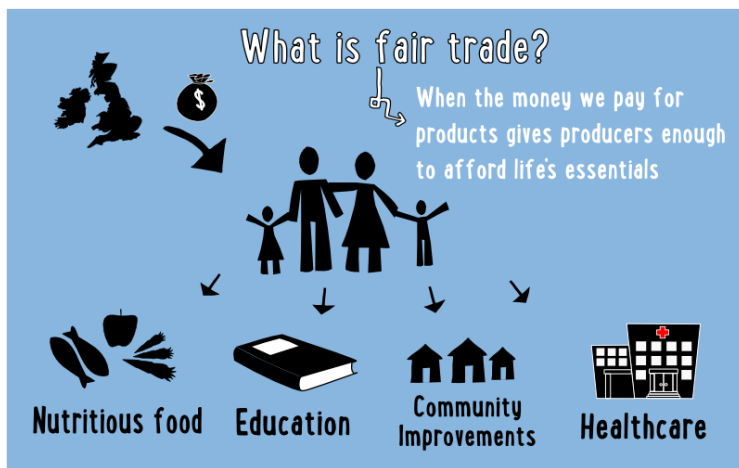 What is fair trade?
When the money we pay for
products gives producers enough
to afford life's essentials
$
Nutritious food
Education
Community
Improvements
Healthcare